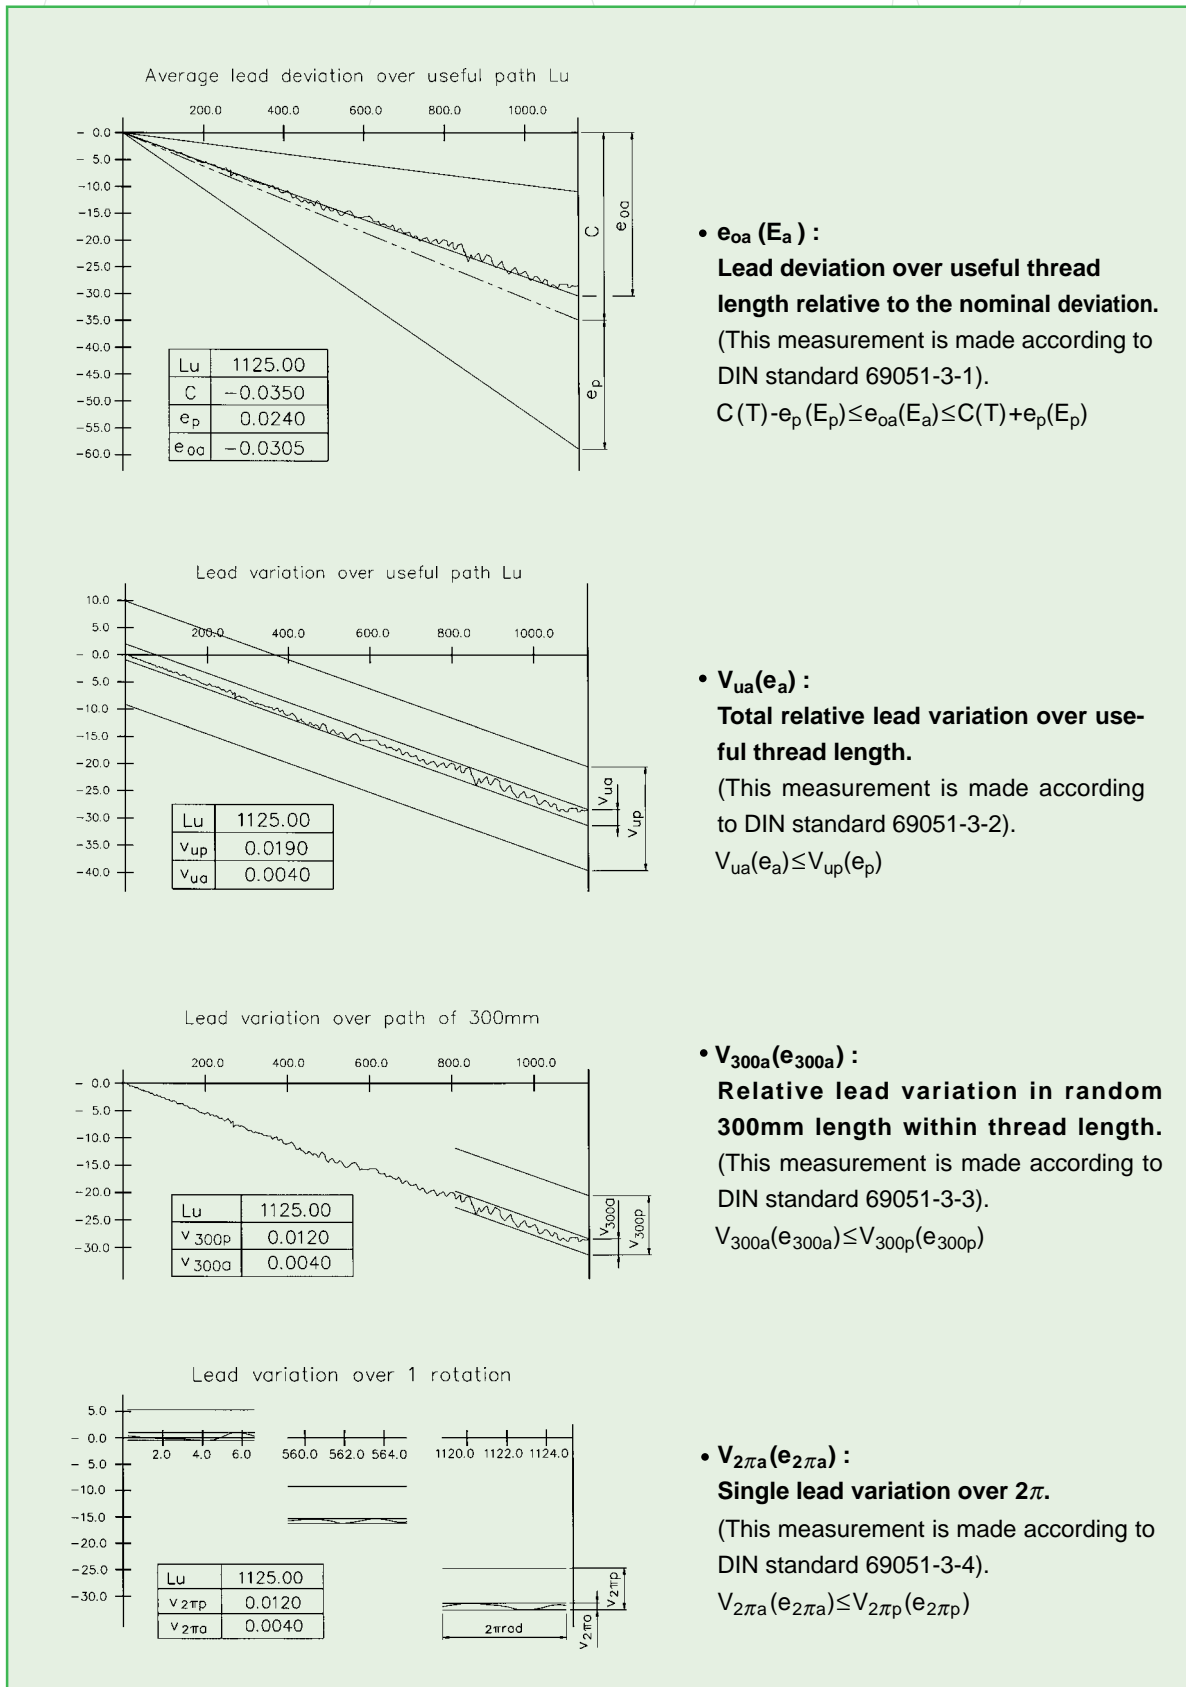 Average lead deviation over useful path Lu
200.0 400.0 600.0 800.0 1000.0
- 0.0
- 5.0
-10.0
-15.0
-20.0
-25.0
-30.0
-35.0
-40.0
-45.0
-50.0
-55.0
-60.0
C
eoa
ep
Lu 1125.00
C -0.0350
ep 0.0240
eoa -0.0305
• eoa (Ea) :
Lead deviation over useful thread
length relative to the nominal deviation.
(This measurement is made according to
DIN standard 69051-3-1).
C(T)-ep(Ep)≤eoa(Ea)≤C(T)+ep(Ep)
Lead variation over useful path Lu
200.0 400.0 600.0 800.0 1000.0
10.0
5.0
- 0.0
- 5.0
-10.0
-15.0
-20.0
-25.0
-30.0
-35.0
-40.0
vua
vup
Lu 1125.00
vup 0.0190
vua 0.0040
• Vua(ea) :
Total relative lead variation over use-
ful thread length.
(This measurement is made according
to DIN standard 69051-3-2).
Vua(ea)≤Vup(ep)
Lead variation over path of 300mm
200.0 400.0 600.0 800.0 1000.0
- 0.0
- 5.0
-10.0
-15.0
-20.0
-25.0
-30.0
v300a
v300p
Lu 1125.00
v 300p 0.0120
v 300a 0.0040
• V300a(e300a) :
Relative lead variation in random
300mm length within thread length.
(This measurement is made according to
DIN standard 69051-3-3).
V300a(e300a)≤V300p(e300p)
Lead variation over 1 rotation
5.0
- 0.0
- 5.0
-10.0
-15.0
-20.0
-25.0
-30.0
2.0 4.0 6.0
560.0 562.0 564.0
1120.0 1122.0 1124.0
2πrad
v2πa
v2πp
Lu 1125.00
v2πp 0.0120
v2πa 0.0040
• V2πa(e2πa) :
Single lead variation over 2π.
(This measurement is made according to
DIN standard 69051-3-4).
V2πa(e2πa)≤V2πp(e2πp)